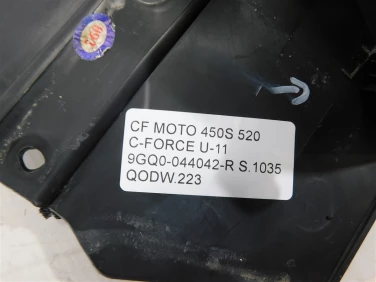 CF MOTO 450S 520
C-FORCE U-11
9GQ0-044042-R S.1035
QODW.223